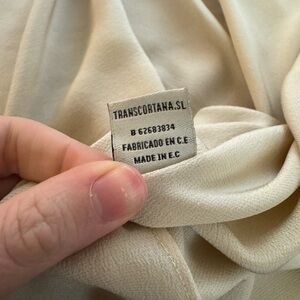 TRANSCORTANA.SL
B 62683834
FABRICADO EN C.E
MADE IN E.C